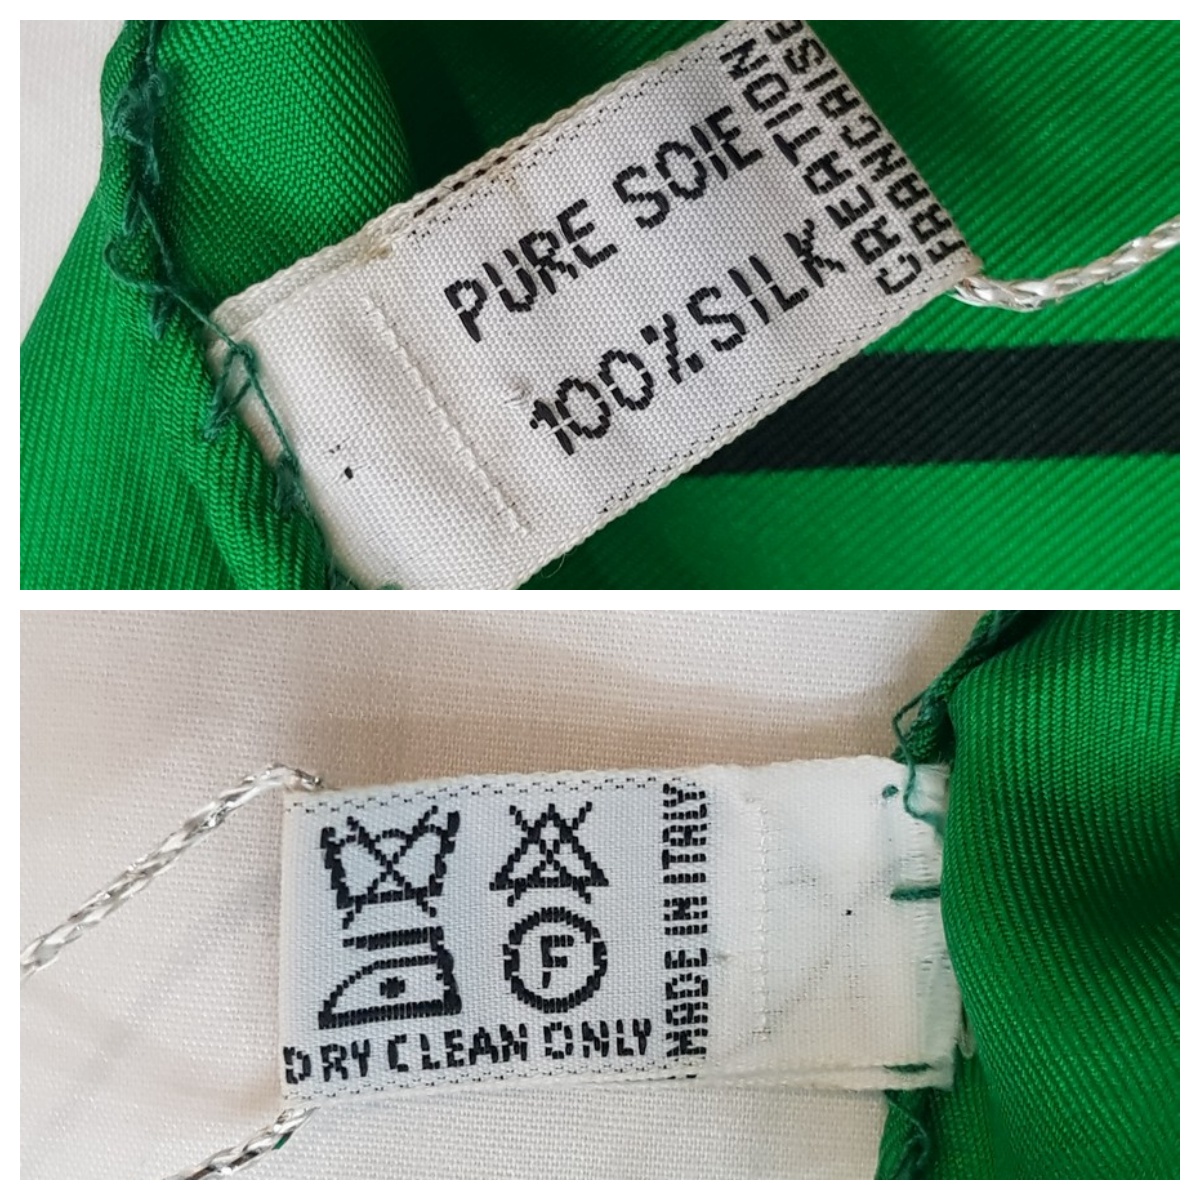 PURE SOIE
100% SILK
CREATION
FRANCAISE
F
DRY CLEAN ONLY
MADE IN ITALY